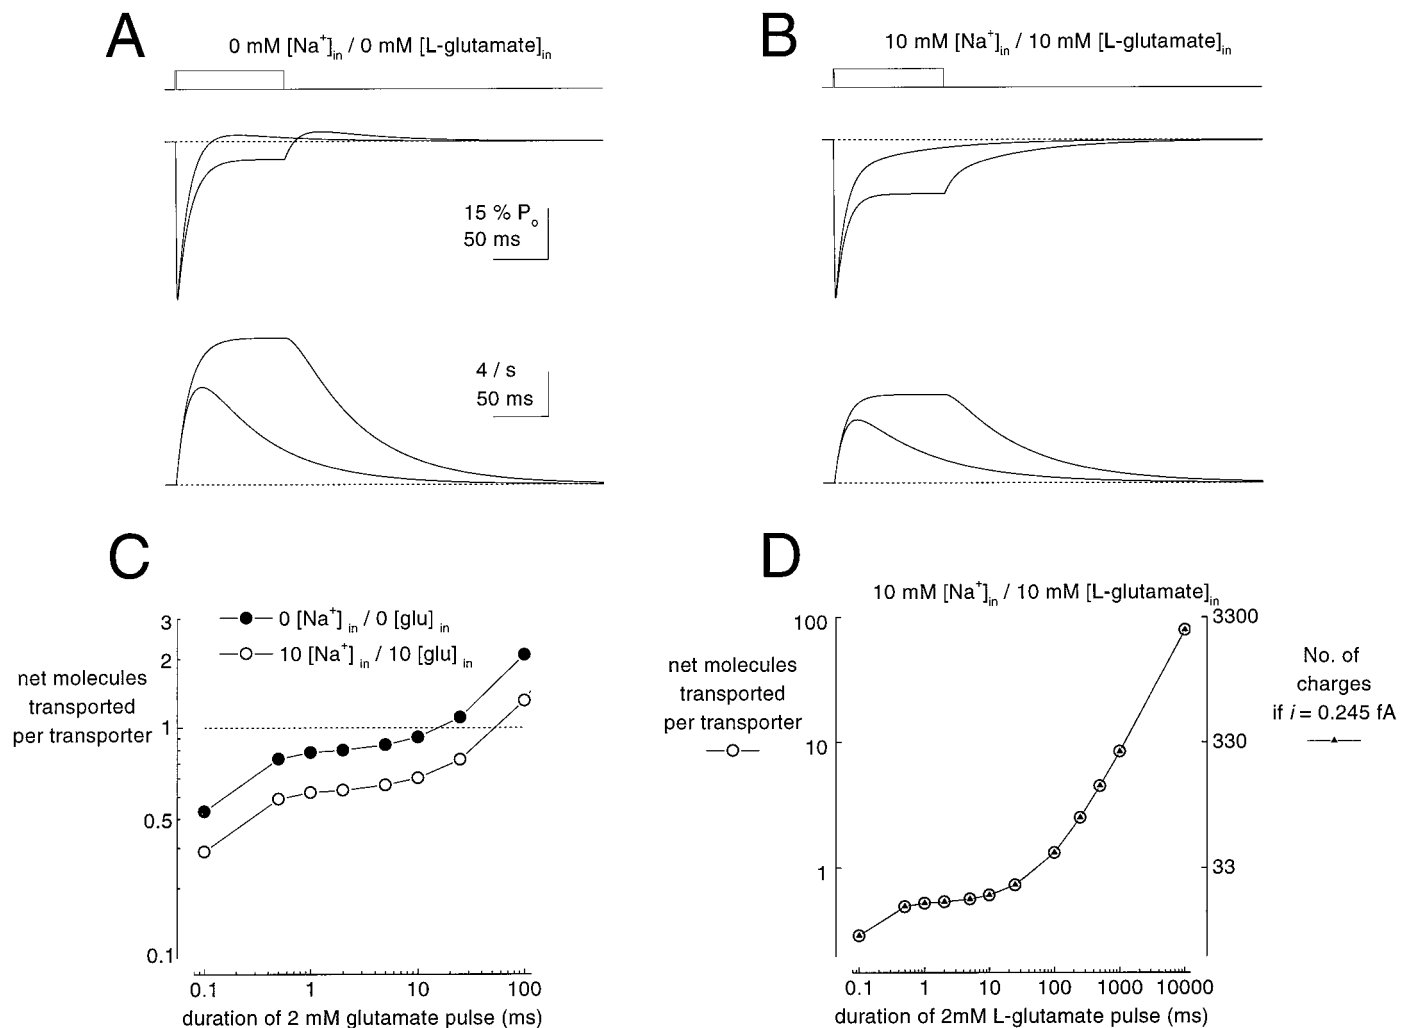 A
0 mM [Na⁺]in / 0 mM [L-glutamate]in
15 % Po
50 ms
4 / s
50 ms
B
10 mM [Na⁺]in / 10 mM [L-glutamate]in
C
0 [Na⁺] in / 0 [glu] in
10 [Na⁺] in / 10 [glu] in
net molecules
transported
per transporter
3
2
1
0.5
0.1
0.1 1 10 100
duration of 2 mM glutamate pulse (ms)
D
10 mM [Na⁺]in / 10 mM [L-glutamate]in
net molecules
transported
per transporter
100
10
1
3300
330
33
No. of
charges
if i = 0.245 fA
0.1 1 10 100 1000 10000
duration of 2mM L-glutamate pulse (ms)